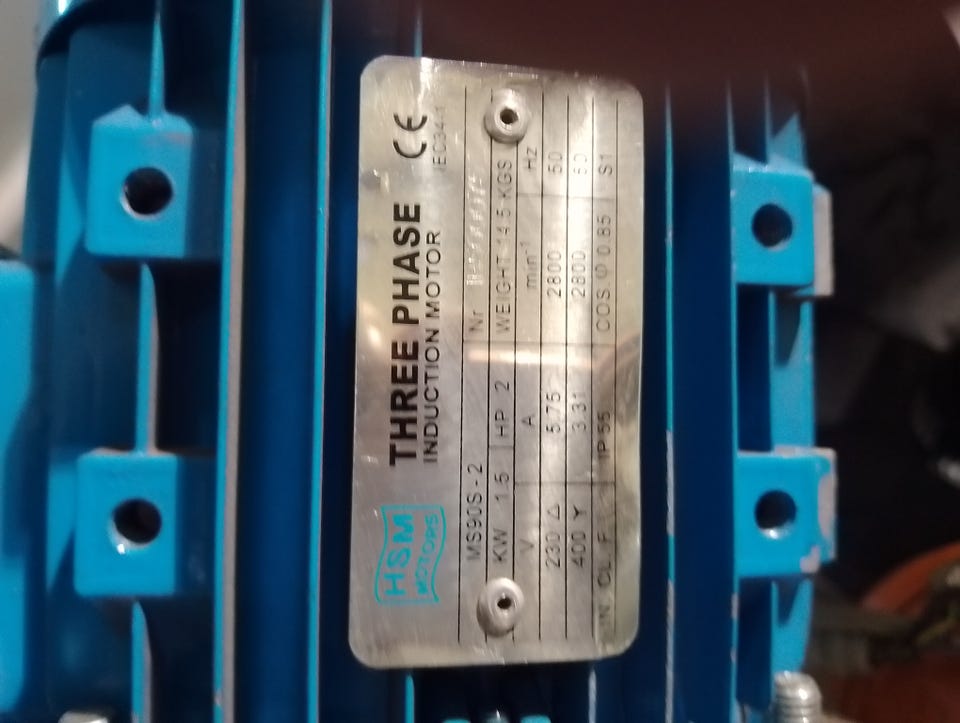 HSM
MOTORS
THREE PHASE
INDUCTION MOTOR
CE
IEC34-1
MS90S-2 Nr
KW 1.5 HP 2 WEIGHT 14.5 KGS
V A min-1 Hz
230 △ 5.75 2800 50
400 Y 3.31 2800 50
CL F IP 55 COS φ 0.85 S1